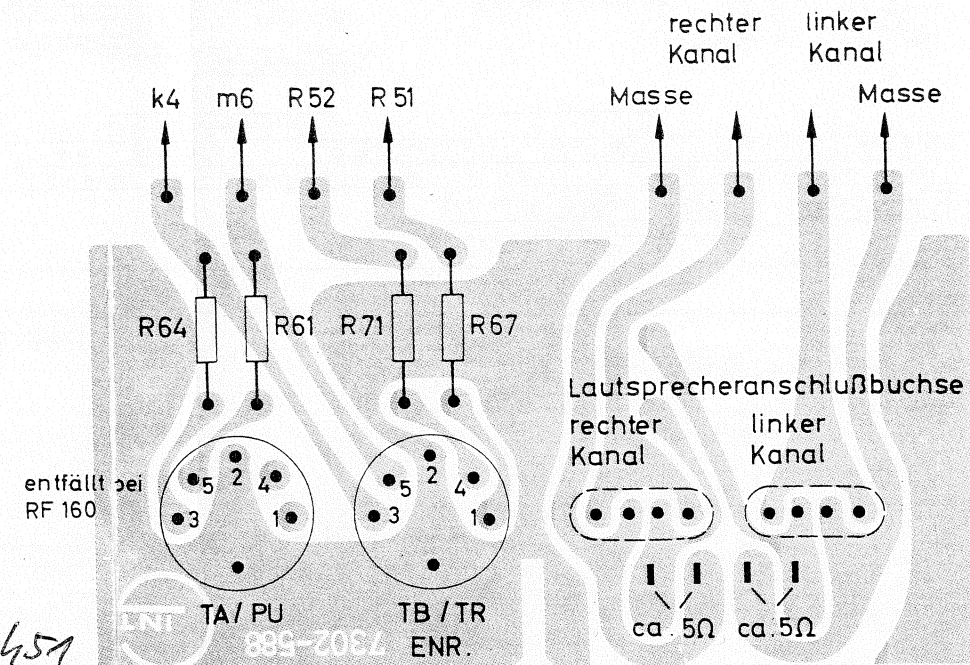 rechter
Kanal
linker
Kanal
k4
m6
R52
R51
Masse
Masse
R64
R61
R71
R67
Lautsprecheranschlußbuchse
rechter
Kanal
linker
Kanal
entfällt bei
RF 160
5
2
4
3
1
5
2
4
3
1
TA/PU
TB/TR
ENR.
ca. 5Ω
ca. 5Ω
7302-588
451